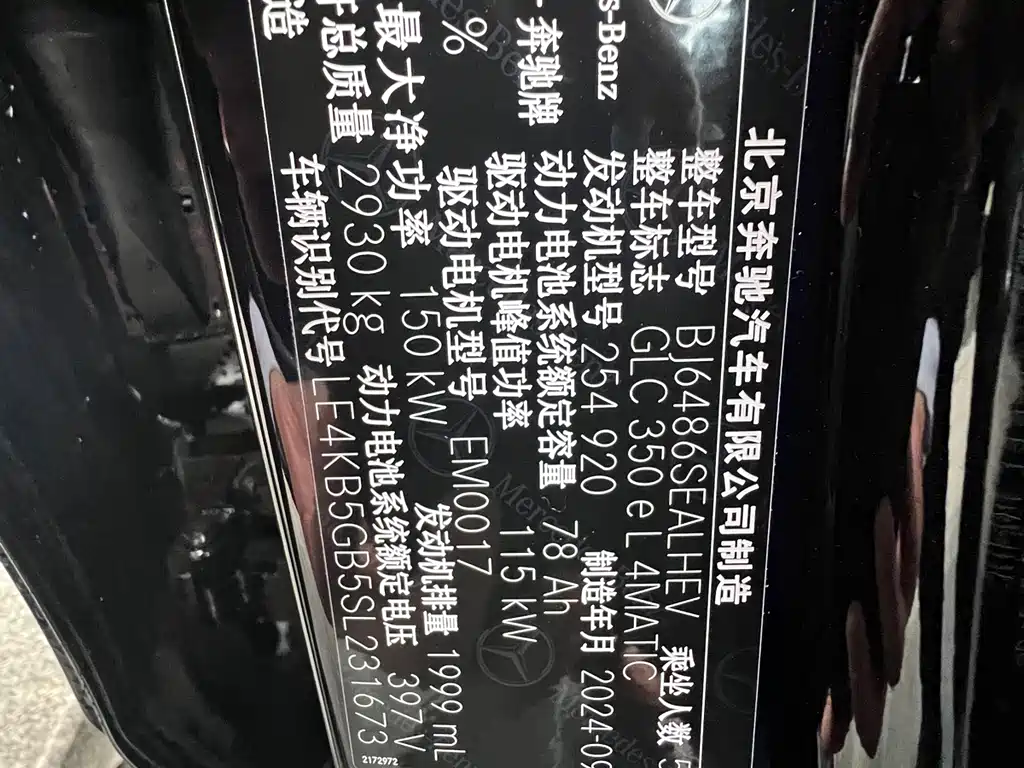 北京奔驰汽车有限公司制造
整车型号 BJ6486SEALHEV 乘坐人数 5
整车标志 GLC 350 e L 4MATIC
s-Benz 发动机型号 254 920 制造年月 2024-09
动力电池系统额定容量 78 Ah
奔驰牌 驱动电机峰值功率 115 kW
% 驱动电机型号 EM0017
最大净功率 150 kW 发动机排量 1999 mL
总质量 2930 kg 动力电池系统额定电压 397 V
造 车辆识别代号 LE4KB5GB5SL231673
2172972